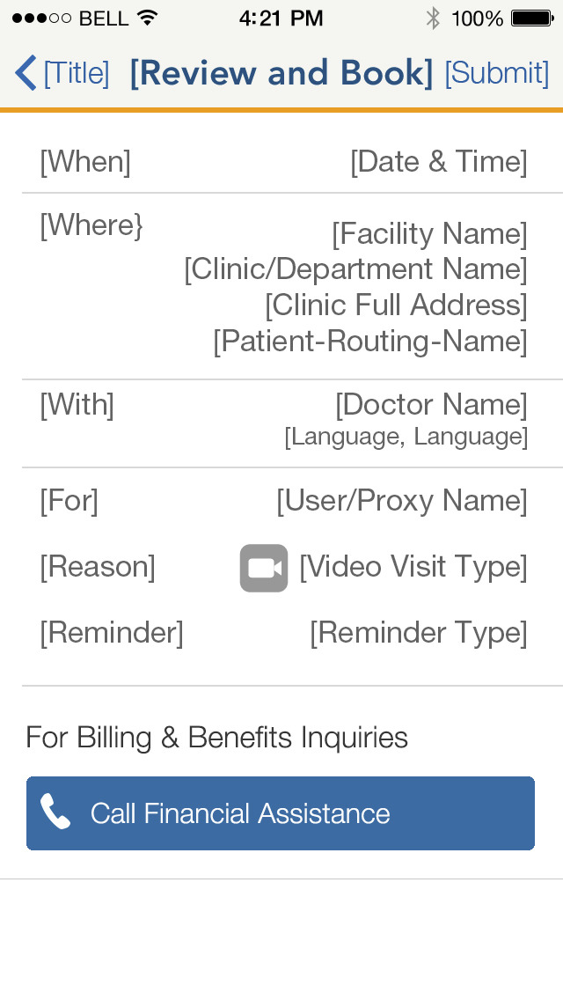 BELL 4:21 PM 100%
[Title] [Review and Book] [Submit]
[When] [Date & Time]
[Where} [Facility Name]
[Clinic/Department Name]
[Clinic Full Address]
[Patient-Routing-Name]
[With] [Doctor Name]
[Language, Language]
[For] [User/Proxy Name]
[Reason] [Video Visit Type]
[Reminder] [Reminder Type]
For Billing & Benefits Inquiries
Call Financial Assistance